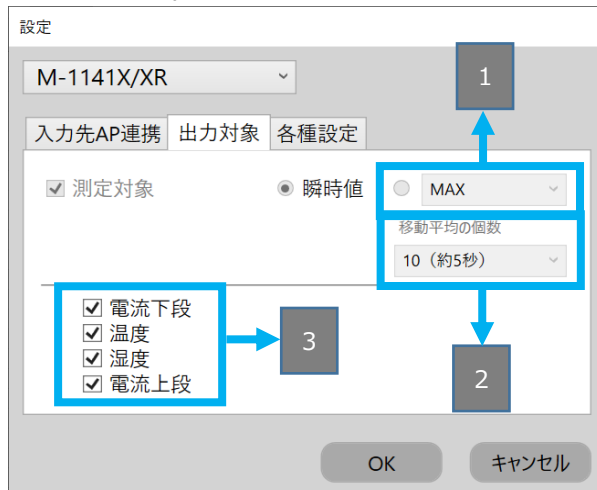 設定
M-1141X/XR
1
入力先AP連携 出力対象 各種設定
測定対象 瞬時値 MAX
移動平均の個数
10（約5秒）
電流下段
温度
湿度
電流上段
3
2
OK キャンセル